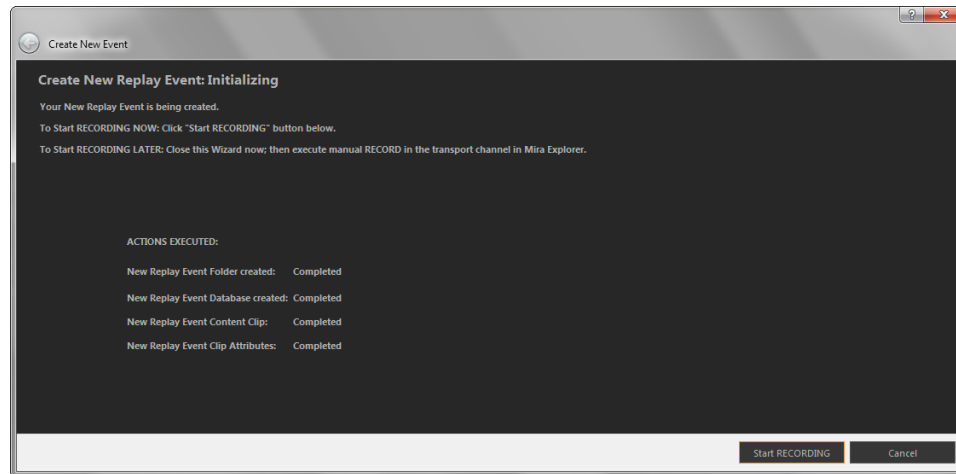 Create New Event
Create New Replay Event: Initializing
Your New Replay Event is being created.
To Start RECORDING NOW: Click "Start RECORDING" button below.
To Start RECORDING LATER: Close this Wizard now; then execute manual RECORD in the transport channel in Mira Explorer.
ACTIONS EXECUTED:
New Replay Event Folder created: Completed
New Replay Event Database created: Completed
New Replay Event Content Clip: Completed
New Replay Event Clip Attributes: Completed
Start RECORDING Cancel